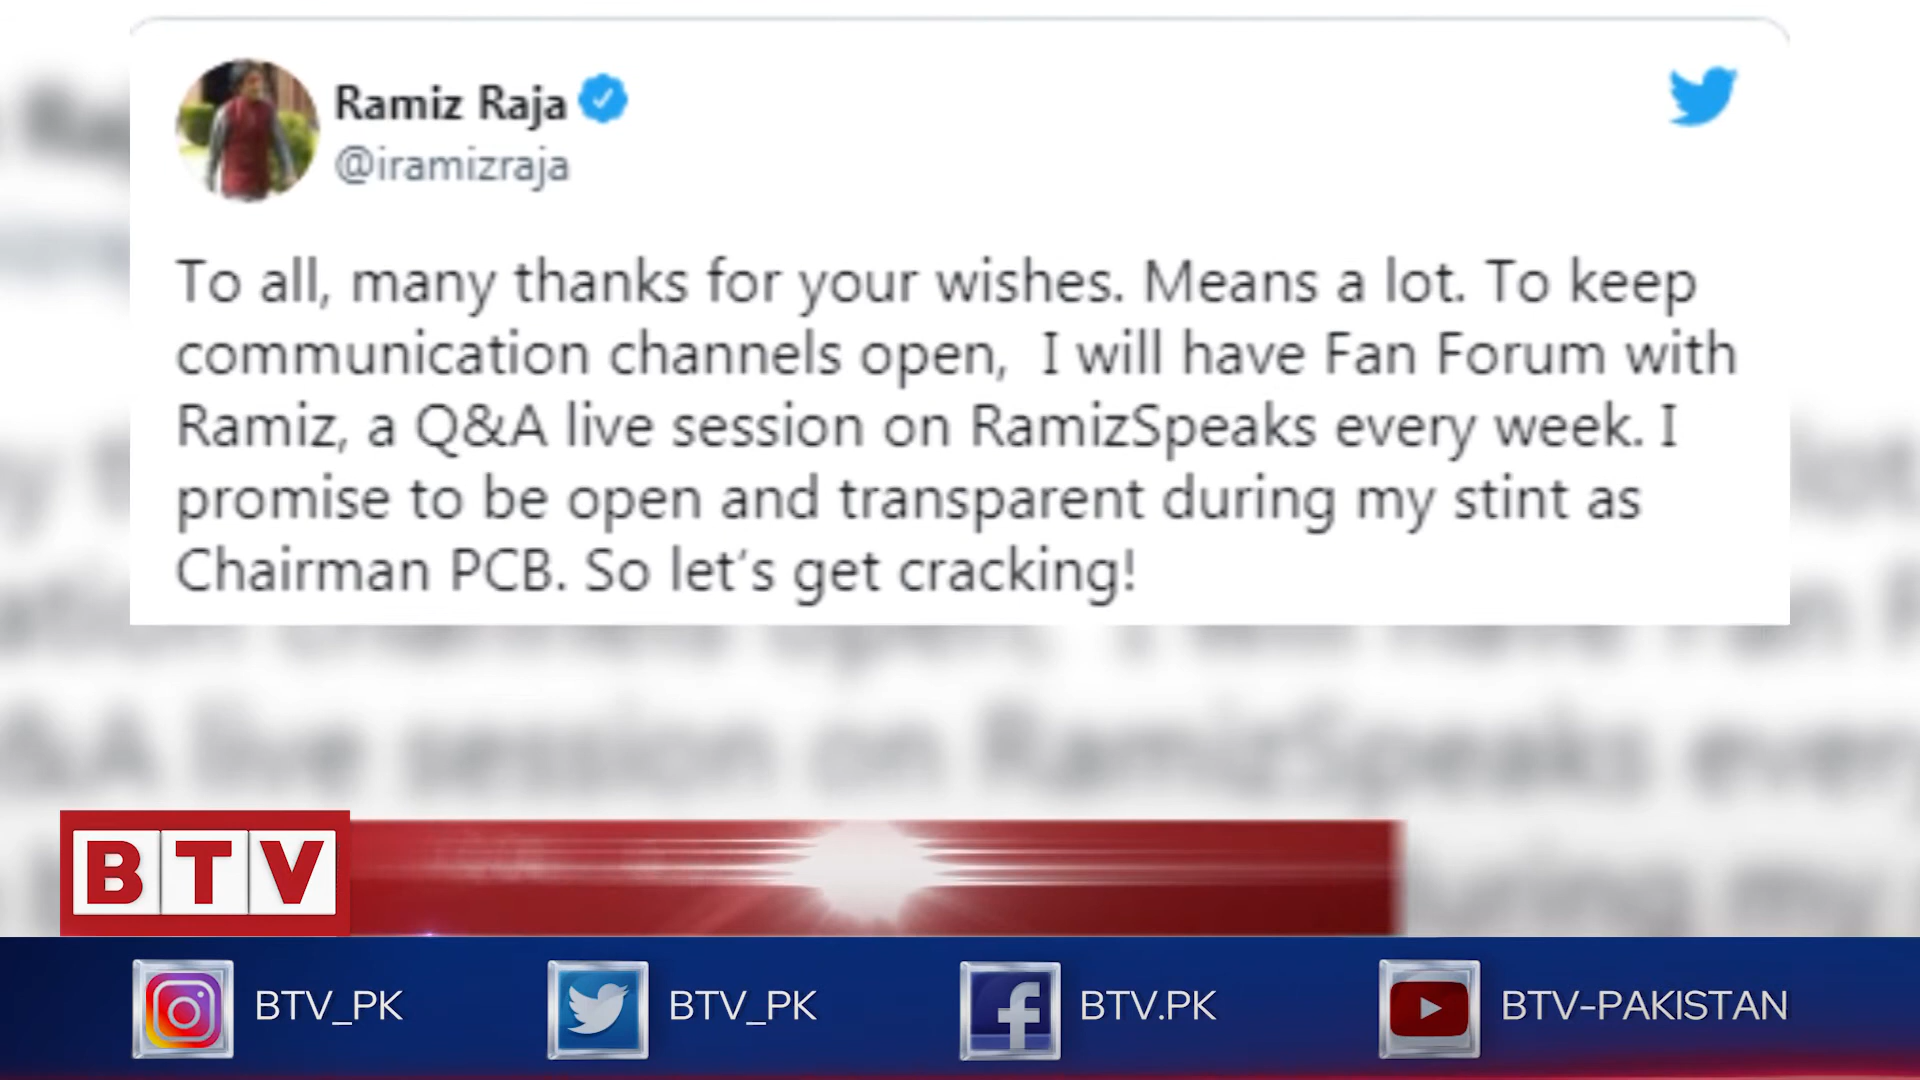 Ramiz Raja
@iramizraja
To all, many thanks for your wishes. Means a lot. To keep
communication channels open,  I will have Fan Forum with
Ramiz, a Q&A live session on RamizSpeaks every week. I
promise to be open and transparent during my stint as
Chairman PCB. So let's get cracking!
BTV
BTV_PK
BTV_PK
BTV.PK
BTV-PAKISTAN